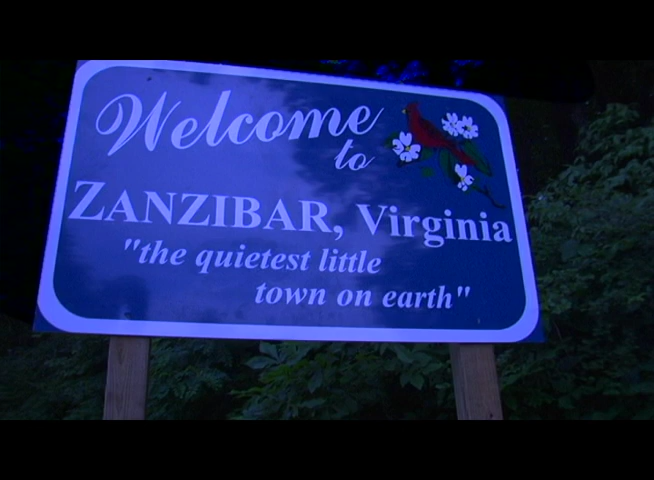 Welcome
to
ZANZIBAR, Virginia
"the quietest little
town on earth"